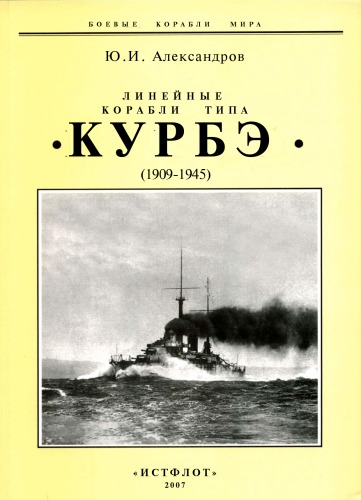 БОЕВЫЕ КОРАБЛИ МИРА
Ю.И. Александров
ЛИНЕЙНЫЕ
КОРАБЛИ ТИПА
•КУРБЭ•
(1909-1945)
«ИСТФЛОТ»
2007